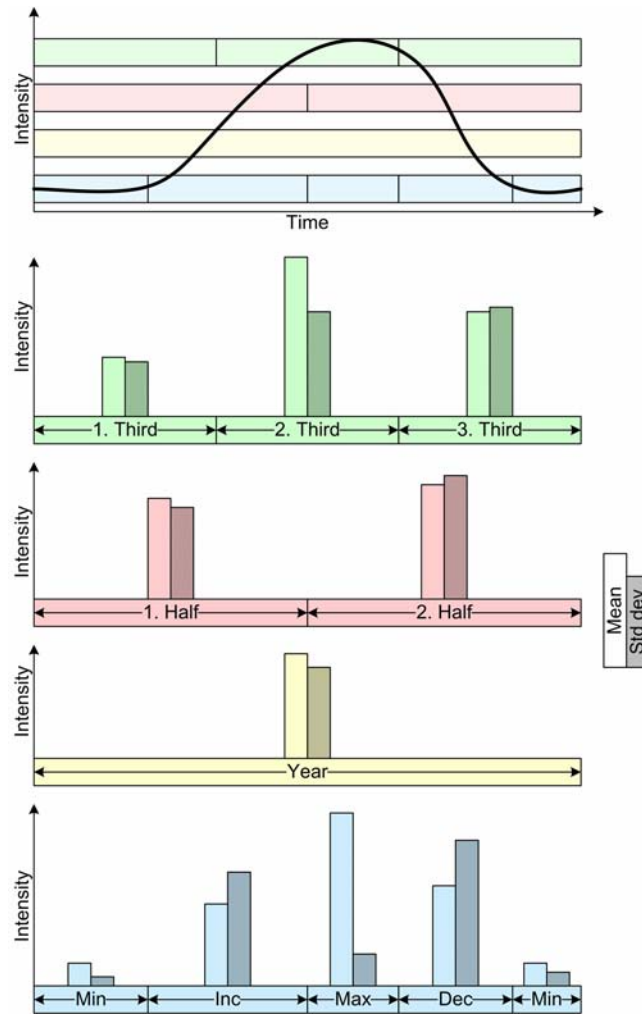 Intensity
Time
Intensity
1. Third
2. Third
3. Third
Intensity
1. Half
2. Half
Mean
Std dev
Intensity
Year
Intensity
Min
Inc
Max
Dec
Min